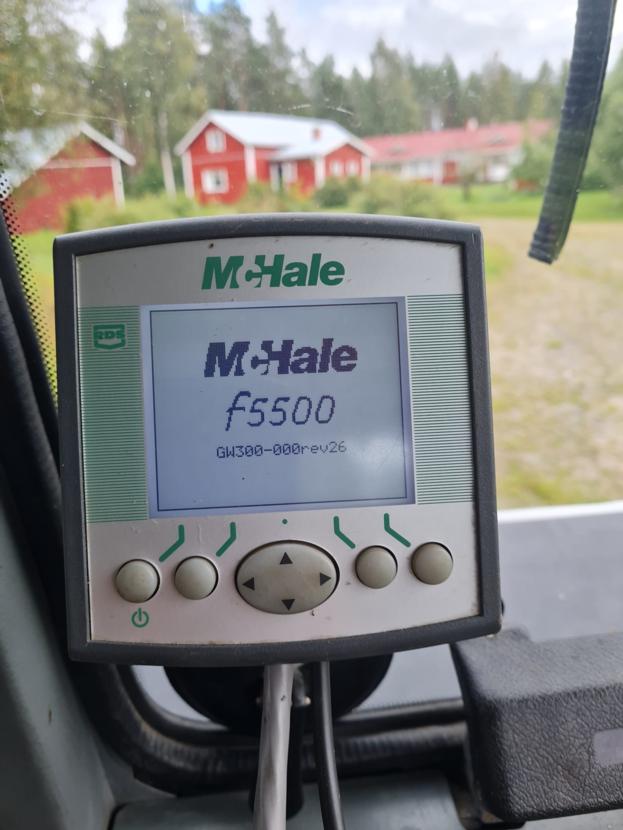 McHale
RDS
McHale
f5500
GW300-000rev26